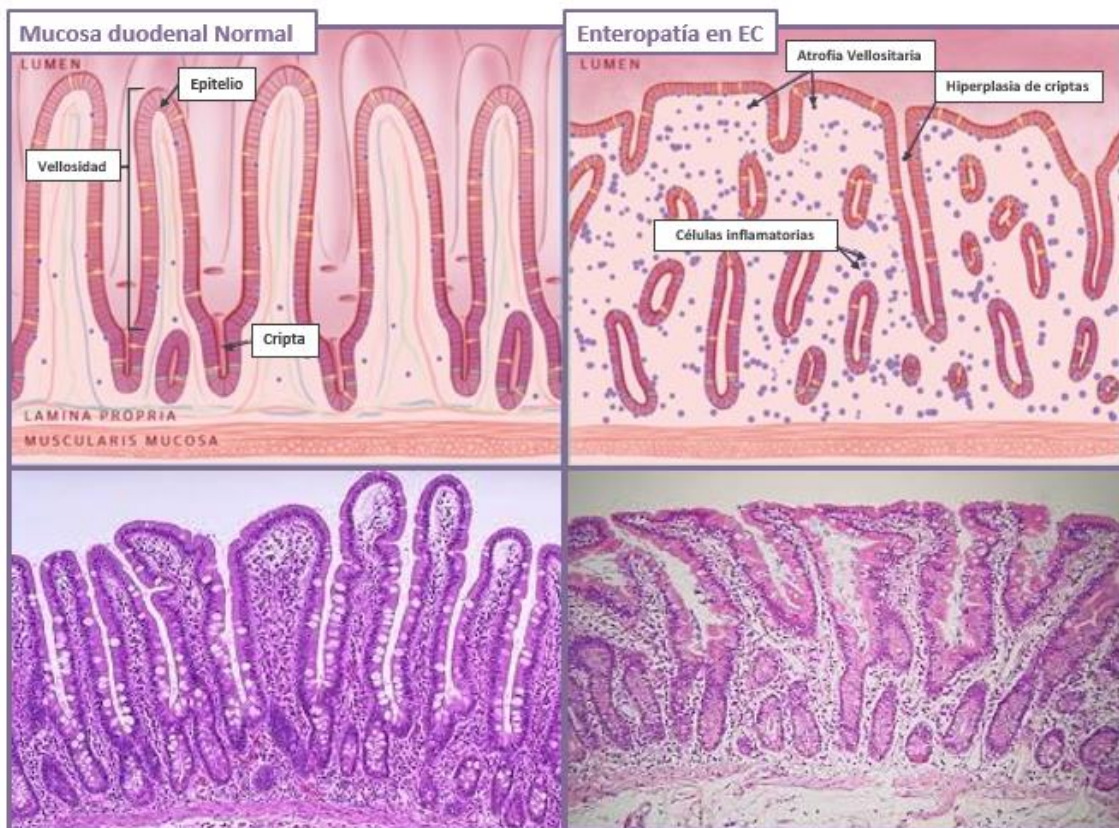 Mucosa duodenal Normal
LUMEN
Epitelio
Vellosidad
Cripta
LAMINA PROPRIA
MUSCULARIS MUCOSA
Enteropatía en EC
LUMEN
Atrofia Vellositaria
Hiperplasia de criptas
Células inflamatorias